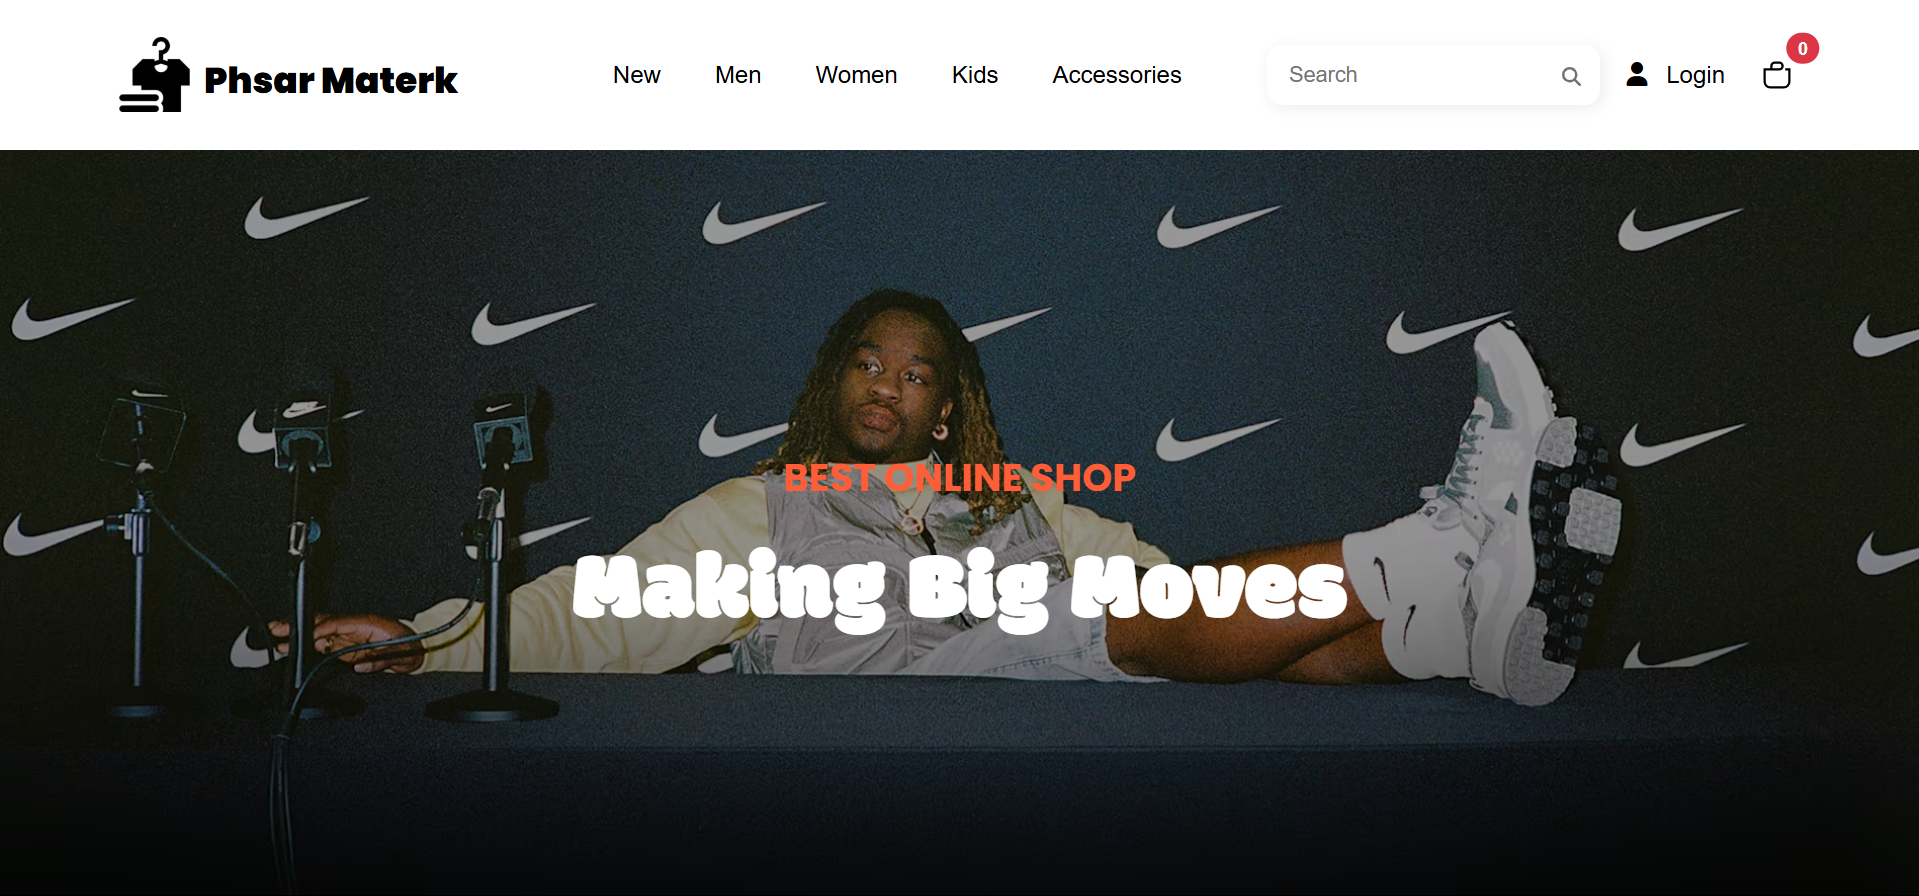 Phsar Materk
New
Men
Women
Kids
Accessories
Search
Login
0
BEST ONLINE SHOP
Making Big Moves